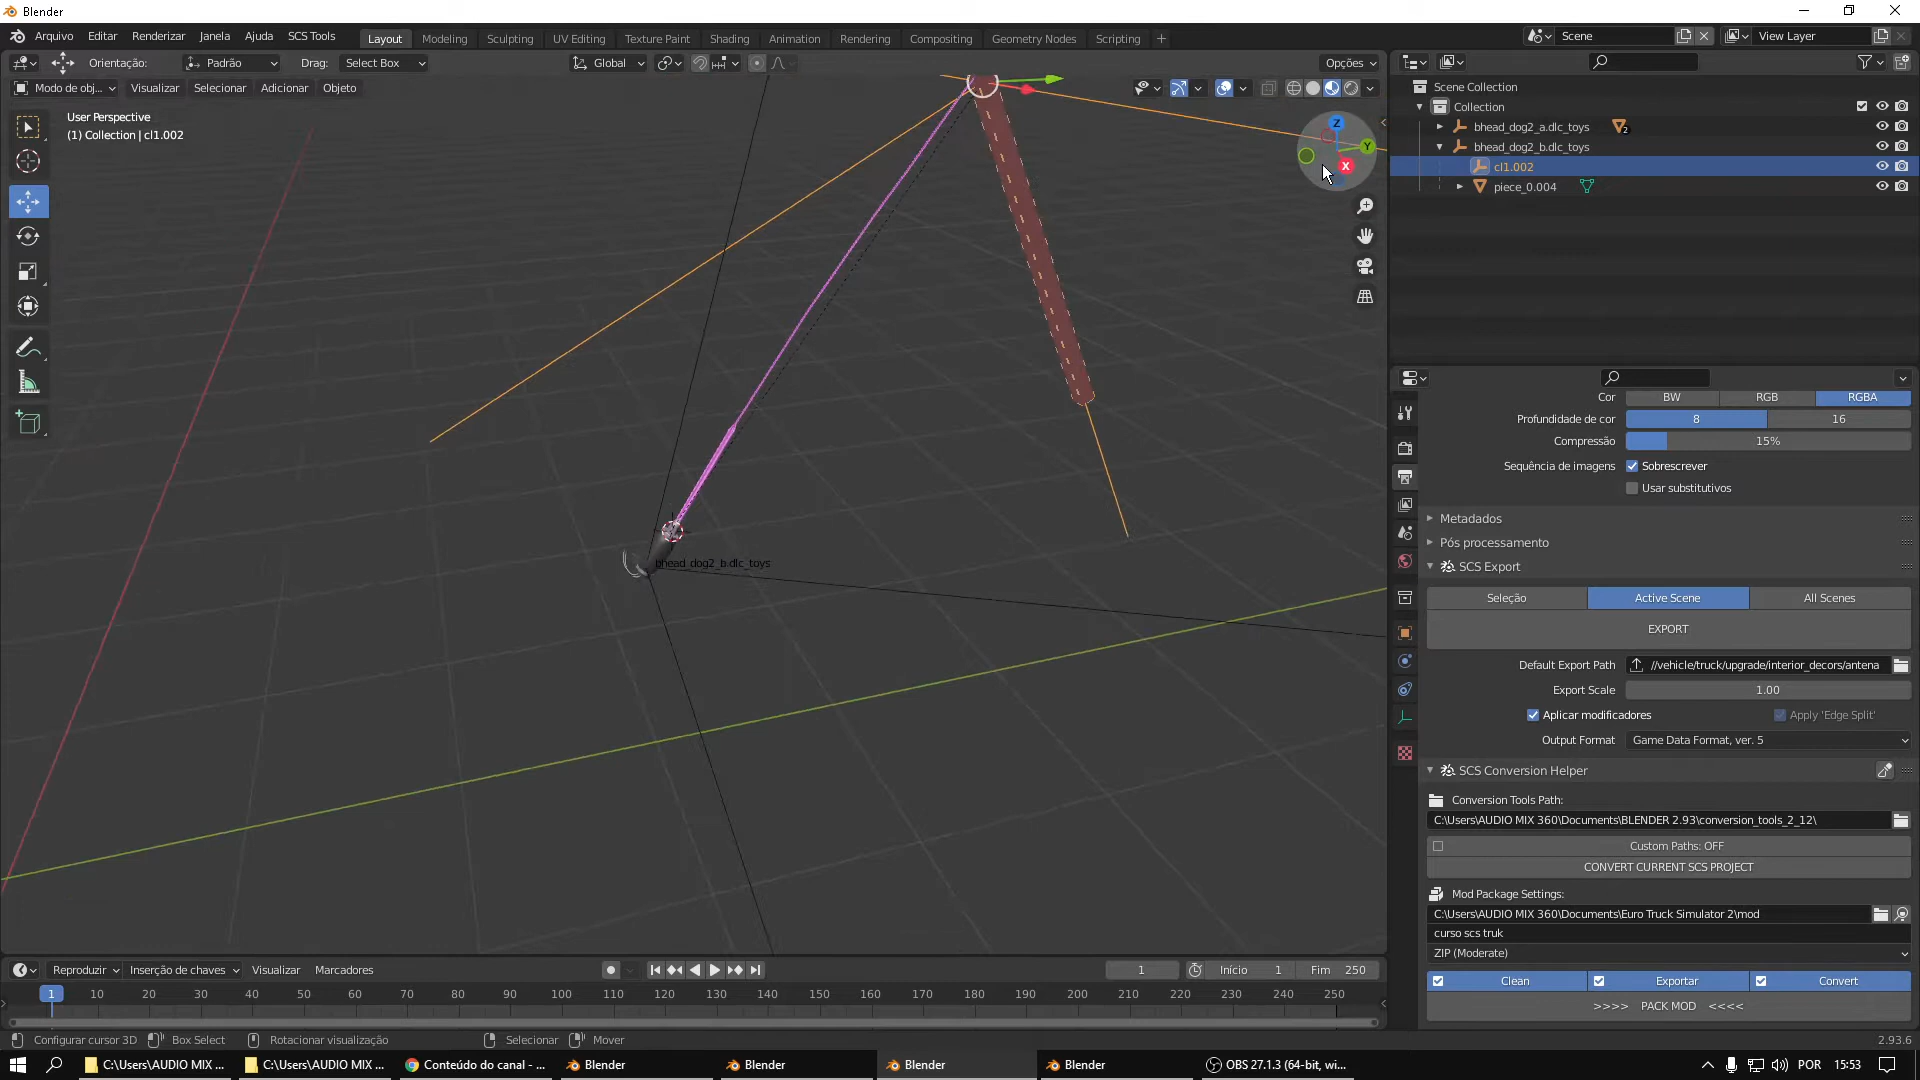 Blender
Arquivo Editar Renderizar Janela Ajuda SCS Tools Layout Modeling Sculpting UV Editing Texture Paint Shading Animation Rendering Compositing Geometry Nodes Scripting + Scene View Layer
Orientação: Padrão Drag: Select Box Global Opções
Modo de obj... Visualizar Selecionar Adicionar Objeto
User Perspective
(1) Collection | cl1.002
Z
Y
X
bhead_dog2_b.dlc_toys
Scene Collection
Collection
bhead_dog2_a.dlc_toys 2
bhead_dog2_b.dlc_toys
cl1.002
piece_0.004
Cor BW RGB RGBA
Profundidade de cor 8 16
Compressão 15%
Sequência de imagens Sobrescrever
Usar substitutivos
Metadados
Pós processamento
SCS Export
Seleção Active Scene All Scenes
EXPORT
Default Export Path //vehicle/truck/upgrade/interior_decors/antena
Export Scale 1.00
Aplicar modificadores Apply 'Edge Split'
Output Format Game Data Format, ver. 5
SCS Conversion Helper
Conversion Tools Path:
C:\Users\AUDIO MIX 360\Documents\BLENDER 2.93\conversion_tools_2_12\
Custom Paths: OFF
CONVERT CURRENT SCS PROJECT
Mod Package Settings:
C:\Users\AUDIO MIX 360\Documents\Euro Truck Simulator 2\mod
curso scs truk
ZIP (Moderate)
Clean Exportar Convert
>>>> PACK MOD <<<<
Reproduzir Inserção de chaves Visualizar Marcadores 1 Início 1 Fim 250
1 10 20 30 40 50 60 70 80 90 100 110 120 130 140 150 160 170 180 190 200 210 220 230 240 250
Configurar cursor 3D Box Select Rotacionar visualização Selecionar Mover 2.93.6
C:\Users\AUDIO MIX ... C:\Users\AUDIO MIX ... Conteúdo do canal - ... Blender Blender Blender Blender OBS 27.1.3 (64-bit, wi... POR 15:53